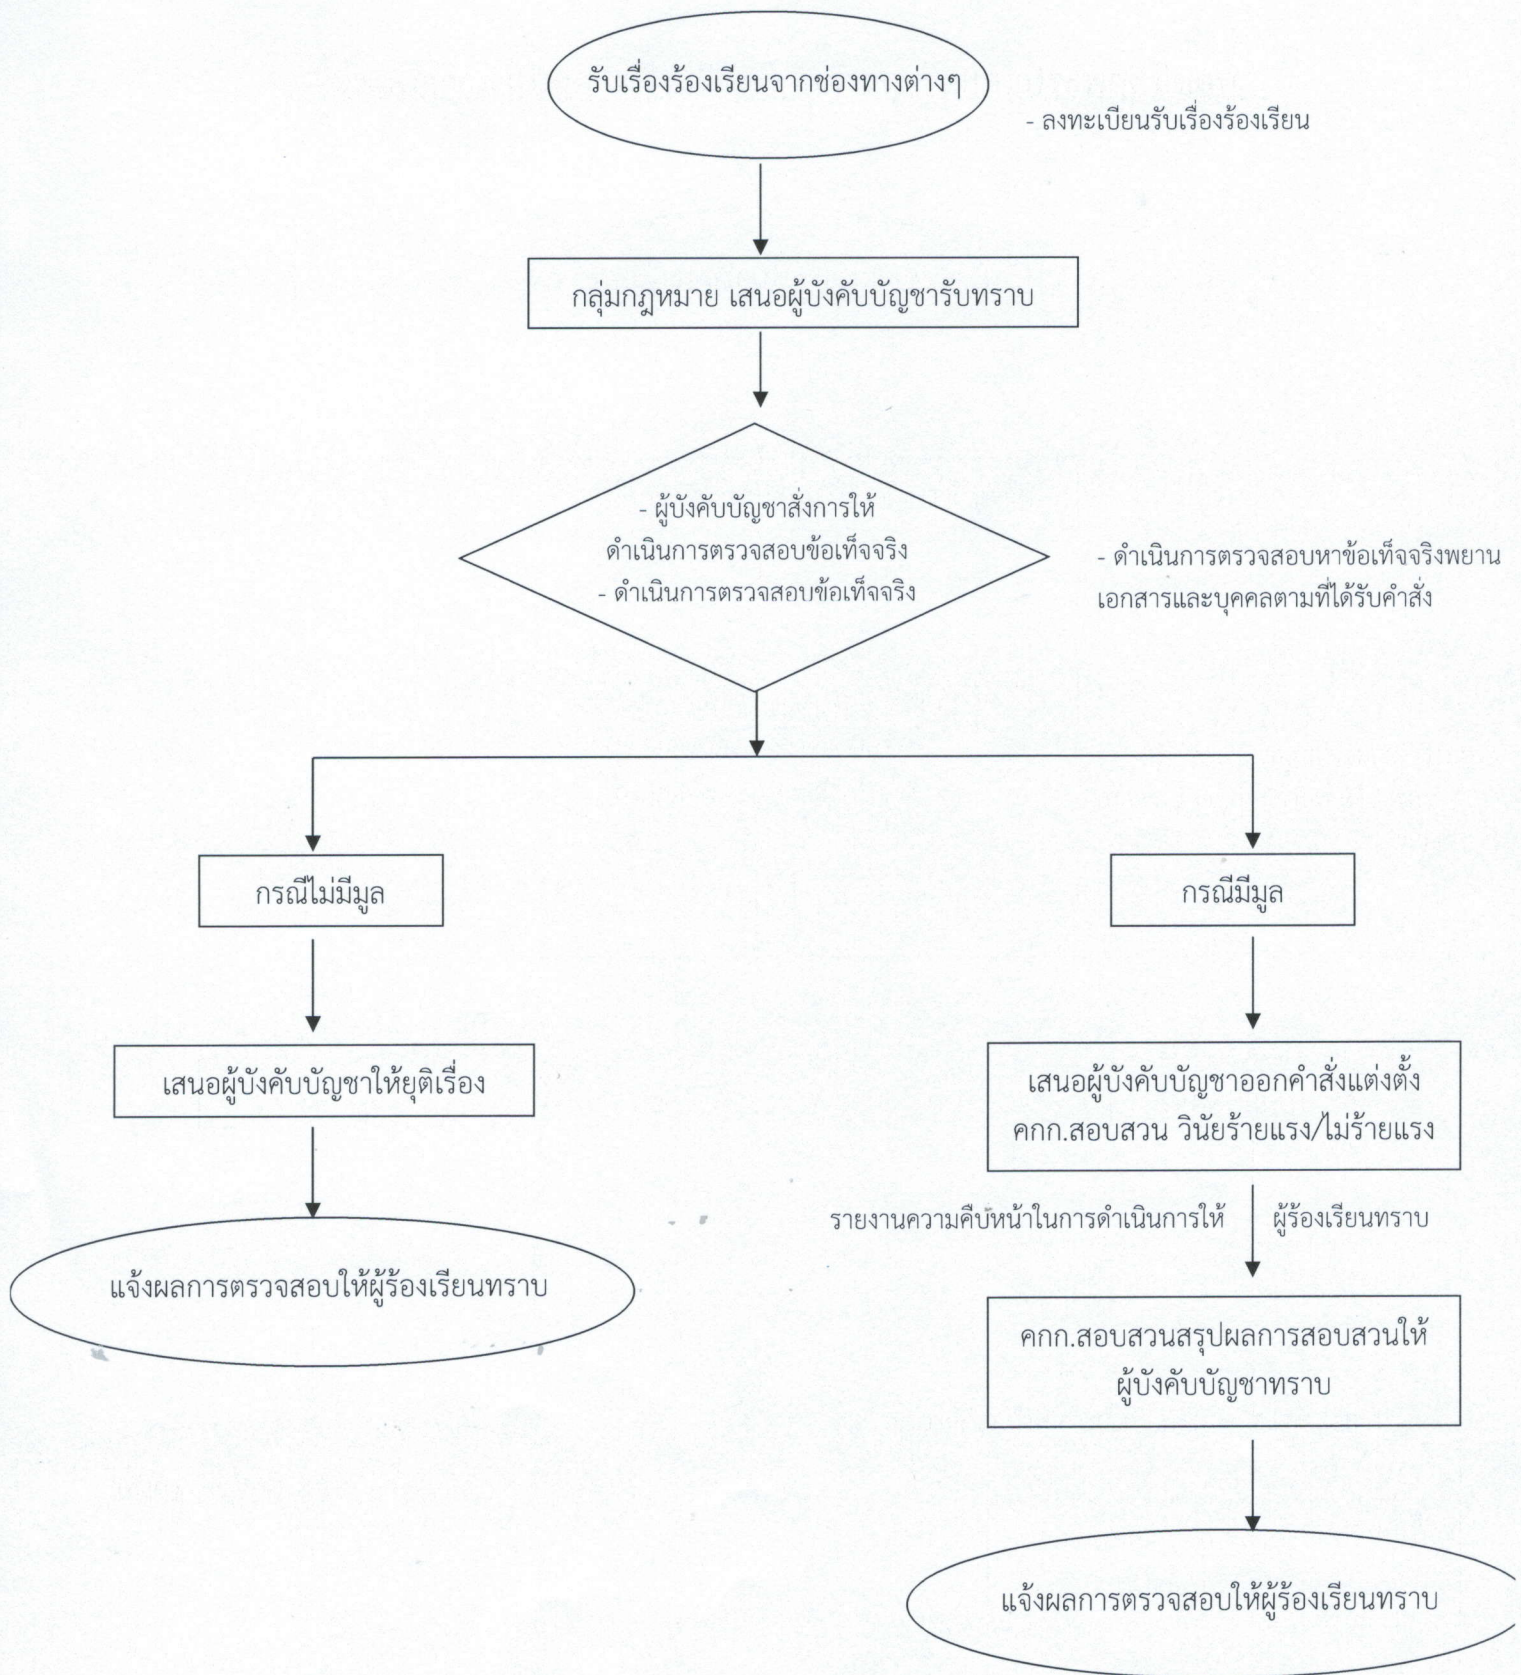 รับเรื่องร้องเรียนจากช่องทางต่างๆ
- ลงทะเบียนรับเรื่องร้องเรียน
กลุ่มกฎหมาย เสนอผู้บังคับบัญชารับทราบ
- ผู้บังคับบัญชาสั่งการให้
ดำเนินการตรวจสอบข้อเท็จจริง
- ดำเนินการตรวจสอบข้อเท็จจริง
- ดำเนินการตรวจสอบหาข้อเท็จจริงพยาน
เอกสารและบุคคลตามที่ได้รับคำสั่ง
กรณีไม่มีมูล
กรณีมีมูล
เสนอผู้บังคับบัญชาให้ยุติเรื่อง
เสนอผู้บังคับบัญชาออกคำสั่งแต่งตั้ง
คกก.สอบสวน วินัยร้ายแรง/ไม่ร้ายแรง
รายงานความคืบหน้าในการดำเนินการให้ ผู้ร้องเรียนทราบ
แจ้งผลการตรวจสอบให้ผู้ร้องเรียนทราบ
คกก.สอบสวนสรุปผลการสอบสวนให้
ผู้บังคับบัญชาทราบ
แจ้งผลการตรวจสอบให้ผู้ร้องเรียนทราบ